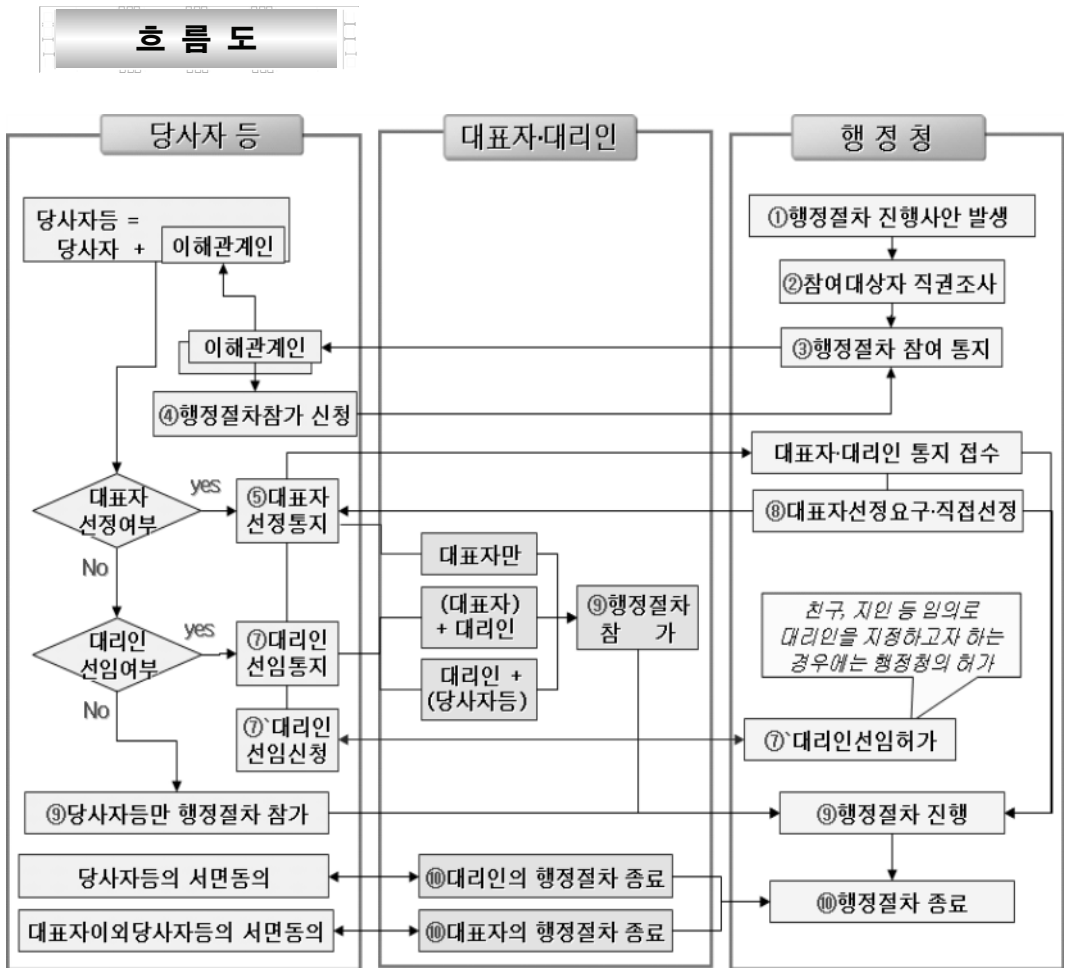 흐 름 도
당사자 등
대표자·대리인
행 정 청
당사자등 =
당사자 +
이해관계인
①행정절차 진행사안 발생
②참여대상자 직권조사
이해관계인
③행정절차 참여 통지
④행정절차참가 신청
대표자·대리인 통지 접수
대표자
선정여부
yes
⑤대표자
선정통지
⑧대표자선정요구·직접선정
No
대표자만
(대표자)
+ 대리인
⑨행정절차
참 가
친구, 지인 등 임의로
대리인을 지정하고자 하는
경우에는 행정청의 허가
대리인
선임여부
yes
⑦대리인
선임통지
대리인 +
(당사자등)
No
⑦`대리인
선임신청
⑦`대리인선임허가
⑨당사자등만 행정절차 참가
⑨행정절차 진행
당사자등의 서면동의
⑩대리인의 행정절차 종료
⑩행정절차 종료
대표자이외당사자등의 서면동의
⑩대표자의 행정절차 종료